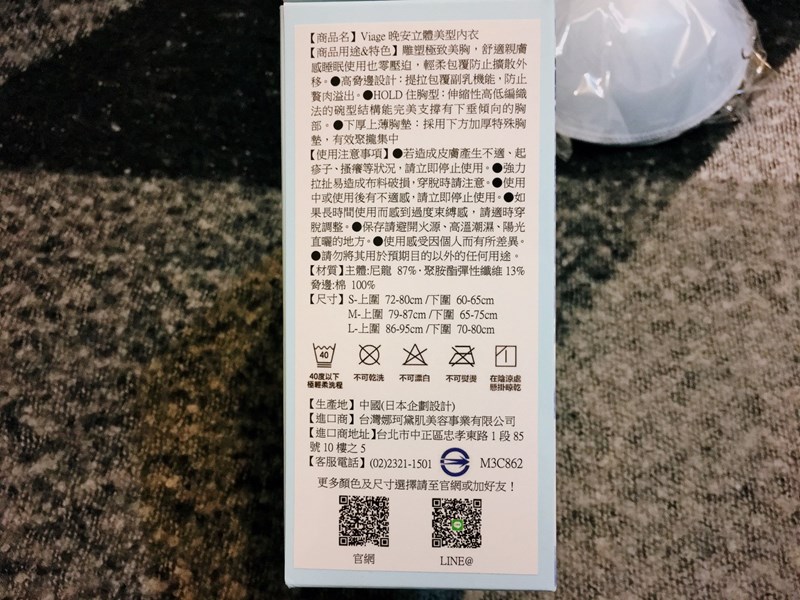 【商品名】Viage 晚安立體美型內衣
【商品用途&特色】雕塑極致美胸，舒適親膚
感睡眠使用也零壓迫，輕柔包覆防止擴散外
移。●高脅邊設計：提拉包覆副乳機能，防止
贅肉溢出。●HOLD 住胸型：伸縮性高低編織
法的碗型結構能完美支撐有下垂傾向的胸
部。●下厚上薄胸墊：採用下方加厚特殊胸
墊，有效聚攏集中
【使用注意事項】●若造成皮膚產生不適、起
疹子、搔癢等狀況，請立即停止使用。●強力
拉扯易造成布料破損，穿脫時請注意。●使用
中或使用後有不適感，請立即停止使用。●如
果長時間使用而感到過度束縛感，請適時穿
脫調整。●保存請避開火源、高溫潮濕、陽光
直曬的地方。●使用感受因個人而有所差異。
●請勿將其用於預期目的以外的任何用途。
【材質】主體:尼龍 87%，聚胺酯彈性纖維 13%
脅邊:棉 100%
【尺寸】S-上圍 72-80cm /下圍 60-65cm
M-上圍 79-87cm /下圍 65-75cm
L-上圍 86-95cm /下圍 70-80cm
40
40度以下 不可乾洗 不可漂白 不可熨燙 在陰涼處
極輕柔洗程 懸掛晾乾
【生產地】中國(日本企劃設計)
【進口商】台灣娜珂黛肌美容事業有限公司
【進口商地址】台北市中正區忠孝東路 1 段 85
號 10 樓之 5
【客服電話】(02)2321-1501 M3C862
更多顏色及尺寸選擇請至官網或加好友！
官網 LINE@